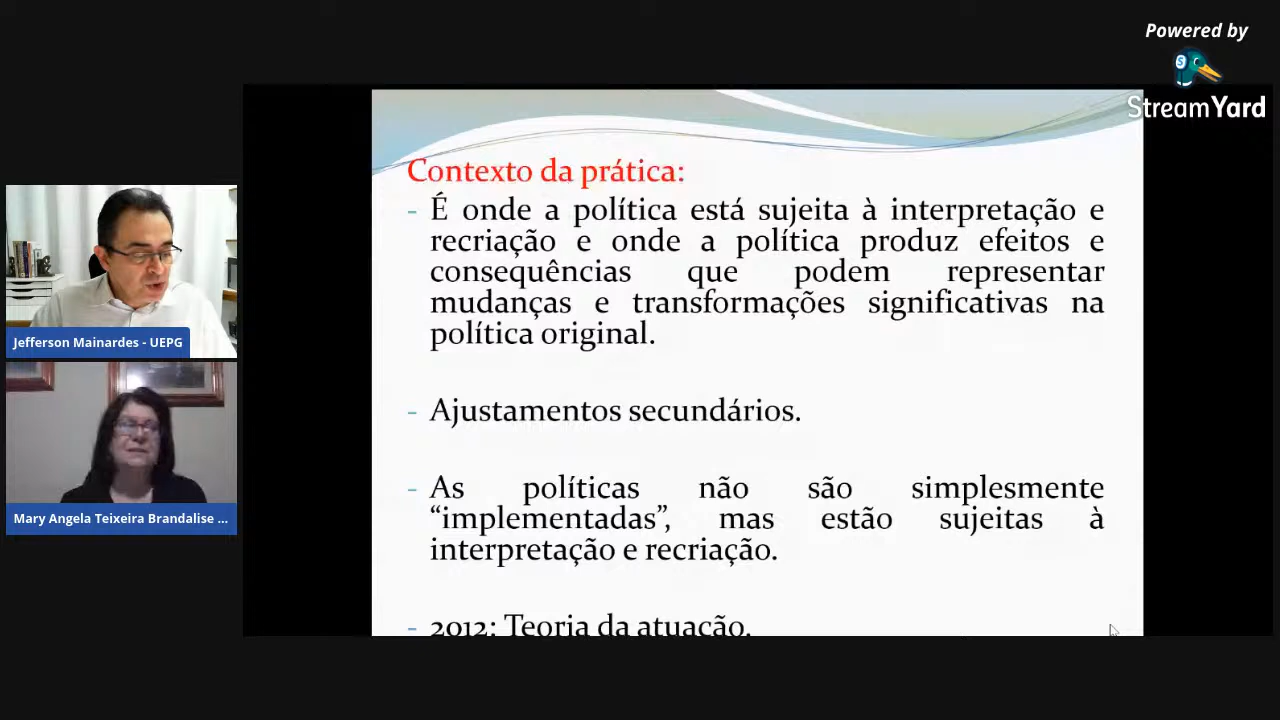 Powered by
StreamYard
Contexto da prática:
- É onde a política está sujeita à interpretação e
recriação e onde a política produz efeitos e
consequências que podem representar
mudanças e transformações significativas na
política original.
- Ajustamentos secundários.
- As políticas não são simplesmente
“implementadas”, mas estão sujeitas à
interpretação e recriação.
- 2012: Teoria da atuação.
Jefferson Mainardes - UEPG
Mary Angela Teixeira Brandalise ...